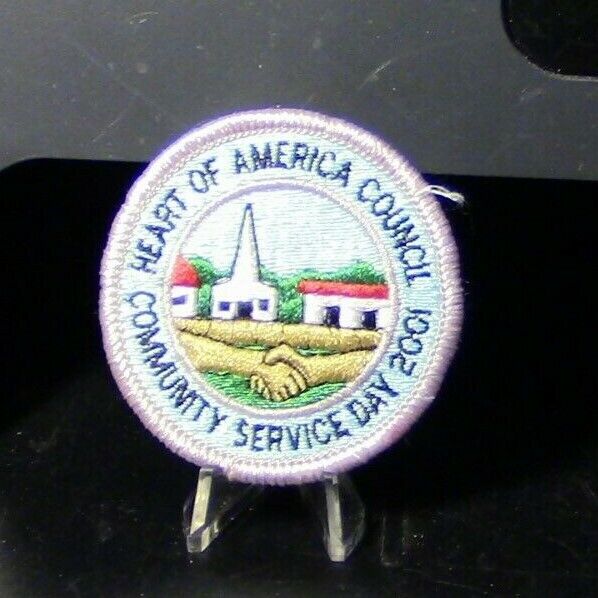 HEART OF AMERICA COUNCIL
COMMUNITY SERVICE DAY 2001